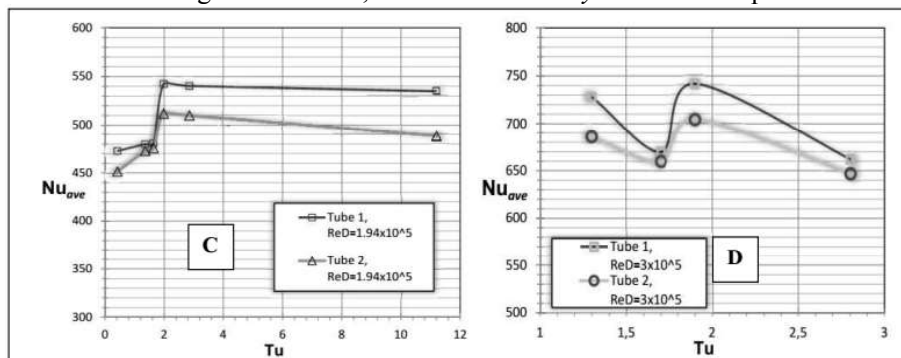 600
550
500
450
400
350
300
Nu_ave
0 2 4 6 8 10 12
Tu
C
Tube 1,
ReD=1.94x10^5
Tube 2,
ReD=1.94x10^5
800
750
700
650
600
550
500
Nu_ave
1 1,5 2 2,5 3
Tu
D
Tube 1,
ReD=3x10^5
Tube 2,
ReD=3x10^5